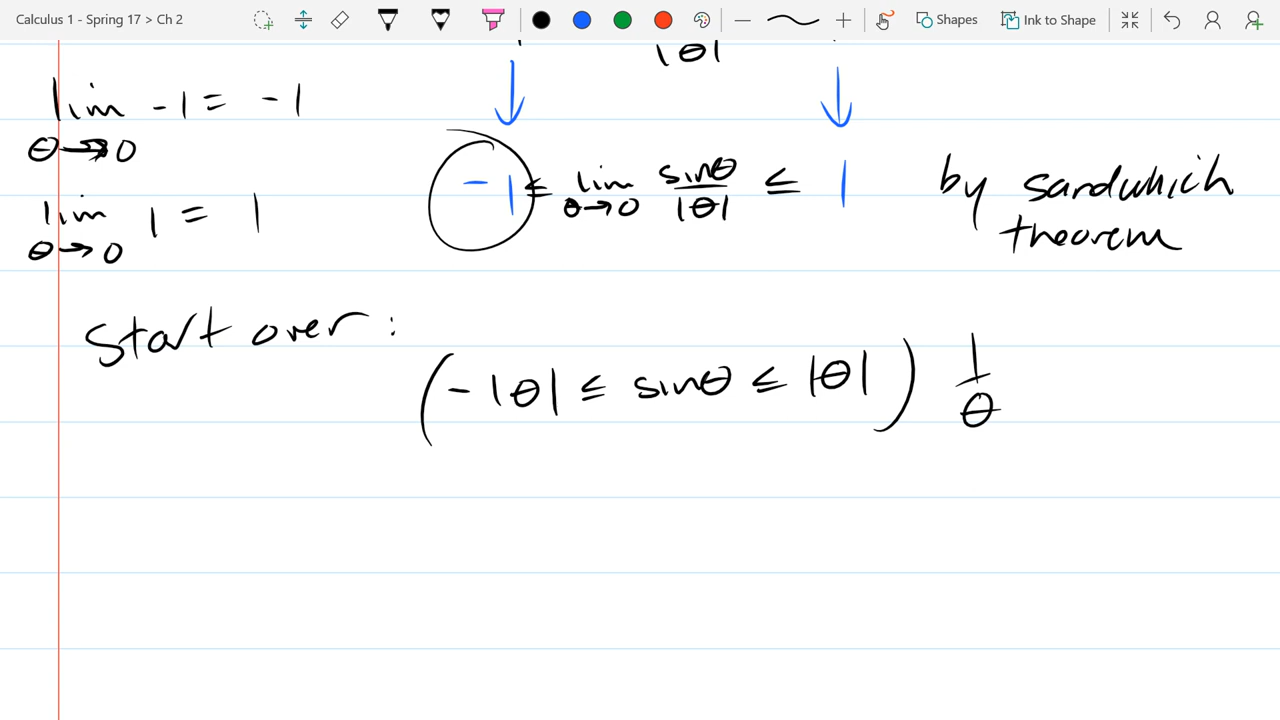 Calculus 1 - Spring 17 > Ch 2
Shapes
Ink to Shape
|θ|
lim -1 = -1
θ→0
lim 1 = 1
θ→0
-1 ≤ lim sinθ/|θ| ≤ 1
θ→0
by sandwhich
theorem
Start over:
(-|θ| ≤ sinθ ≤ |θ|) 1/θ